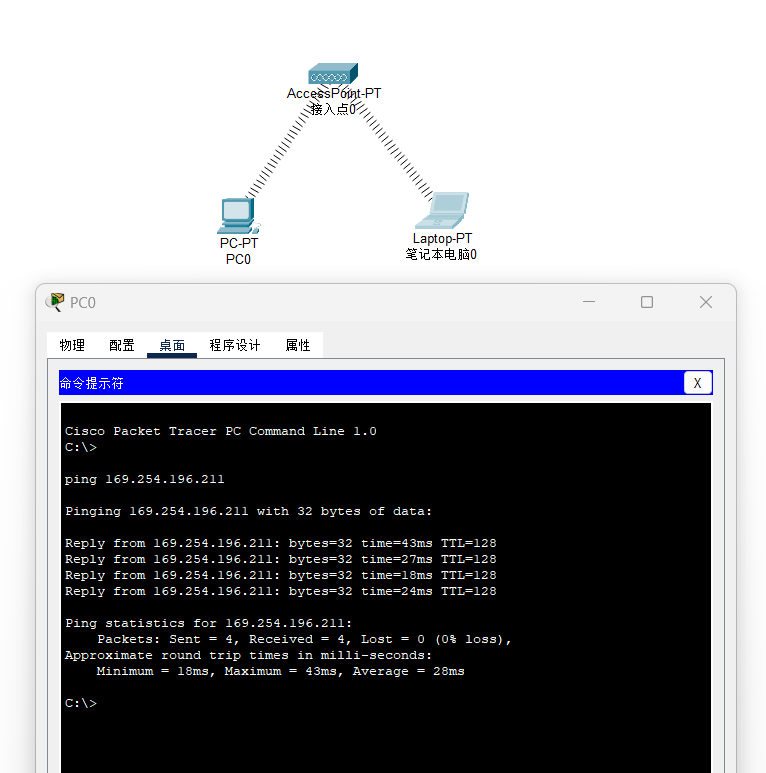 AccessPoint-PT
接入点0
PC-PT
PC0
Laptop-PT
笔记本电脑0
PC0
物理 配置 桌面 程序设计 属性
命令提示符 X
Cisco Packet Tracer PC Command Line 1.0
C:\>
ping 169.254.196.211
Pinging 169.254.196.211 with 32 bytes of data:
Reply from 169.254.196.211: bytes=32 time=43ms TTL=128
Reply from 169.254.196.211: bytes=32 time=27ms TTL=128
Reply from 169.254.196.211: bytes=32 time=18ms TTL=128
Reply from 169.254.196.211: bytes=32 time=24ms TTL=128
Ping statistics for 169.254.196.211:
Packets: Sent = 4, Received = 4, Lost = 0 (0% loss),
Approximate round trip times in milli-seconds:
Minimum = 18ms, Maximum = 43ms, Average = 28ms
C:\>